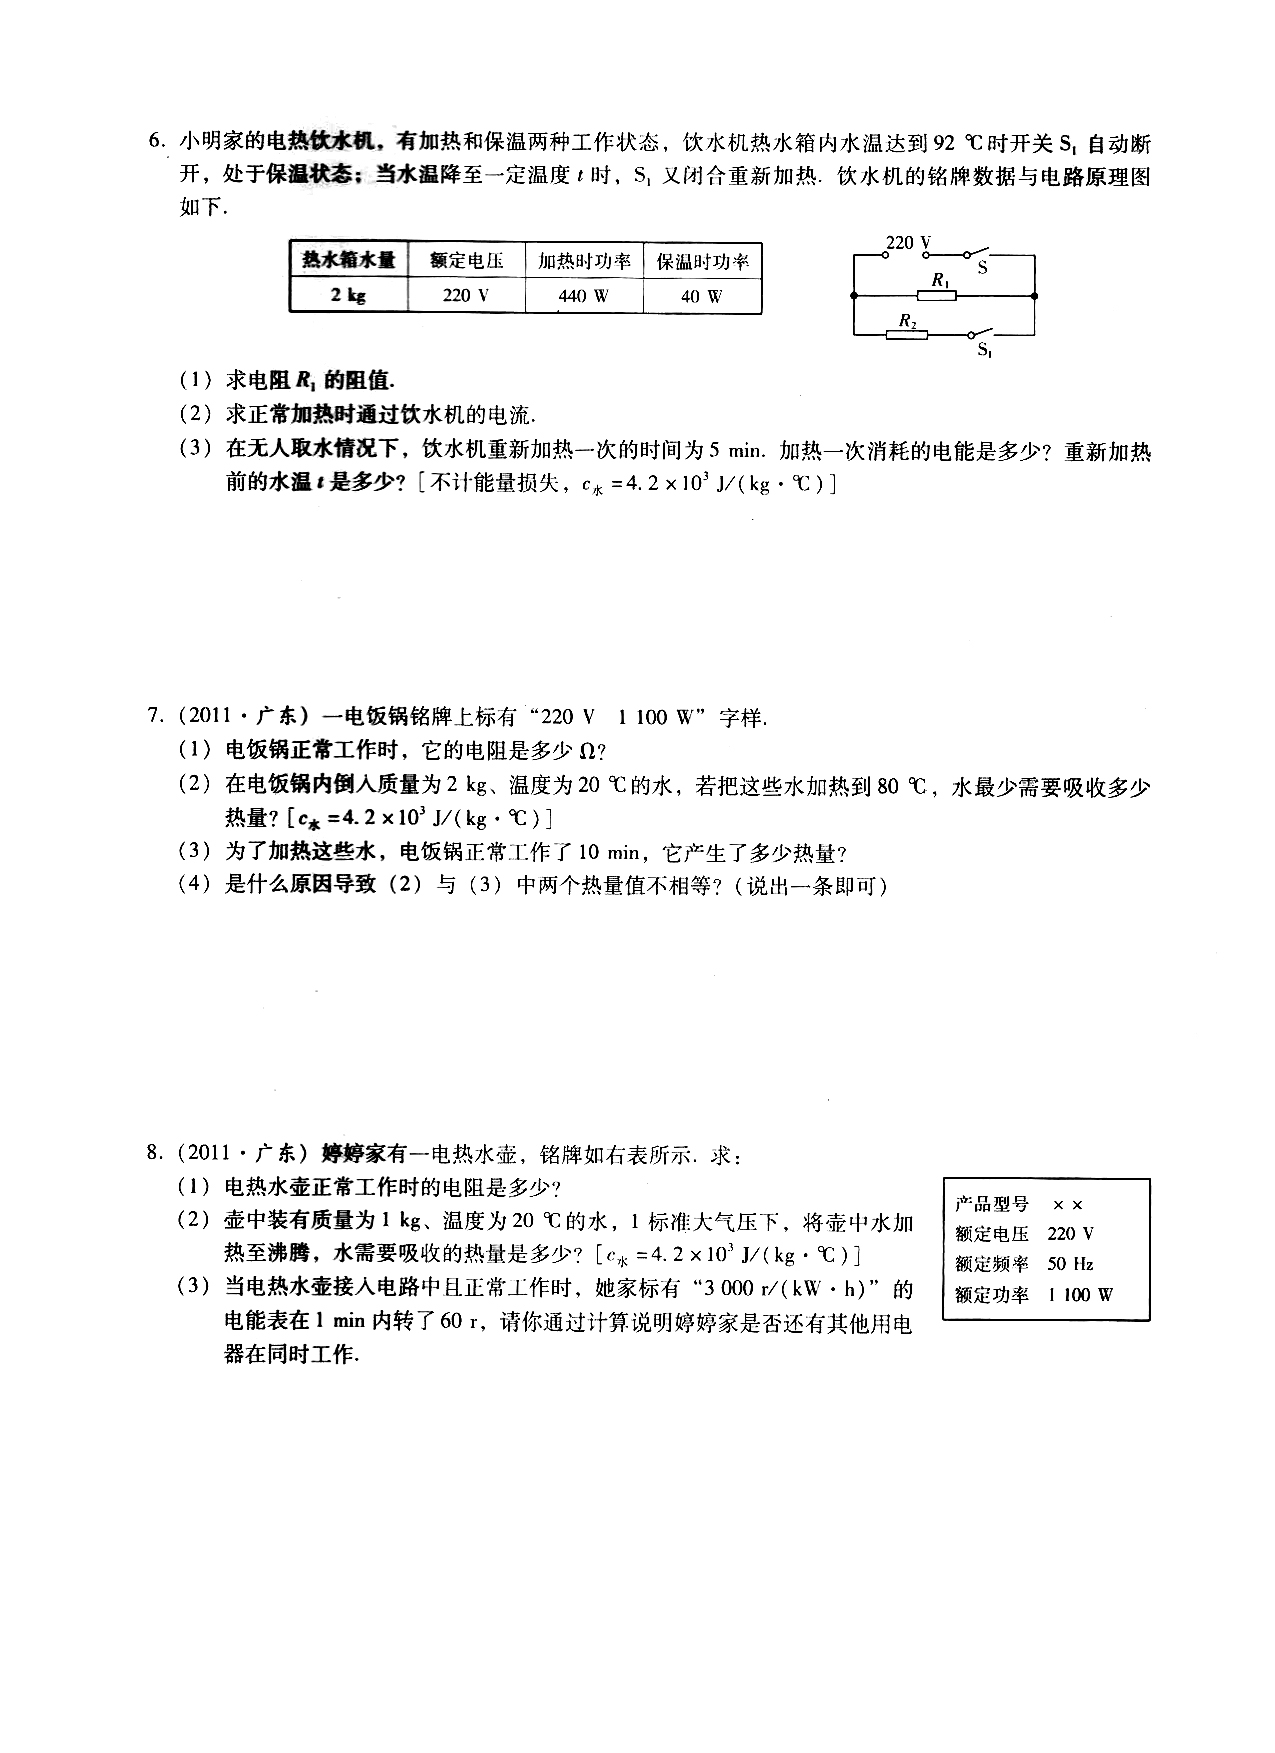 6. 小明家的电热饮水机，有加热和保温两种工作状态，饮水机热水箱内水温达到 92 ℃时开关 S₁ 自动断
开，处于保温状态；当水温降至一定温度 t 时，S₁ 又闭合重新加热. 饮水机的铭牌数据与电路原理图
如下.
热水箱水量 额定电压 加热时功率 保温时功率
2 kg 220 V 440 W 40 W
220 V
S
R₁
R₂
S₁
(1) 求电阻 R₁ 的阻值.
(2) 求正常加热时通过饮水机的电流.
(3) 在无人取水情况下，饮水机重新加热一次的时间为 5 min. 加热一次消耗的电能是多少？重新加热
前的水温 t 是多少？[不计能量损失，c水 =4.2×10³ J/(kg·℃)]
7. (2011·广东) 一电饭锅铭牌上标有“220 V 1 100 W”字样.
(1) 电饭锅正常工作时，它的电阻是多少 Ω？
(2) 在电饭锅内倒入质量为 2 kg、温度为 20 ℃的水，若把这些水加热到 80 ℃，水最少需要吸收多少
热量？[c水 =4.2×10³ J/(kg·℃)]
(3) 为了加热这些水，电饭锅正常工作了 10 min，它产生了多少热量？
(4) 是什么原因导致 (2) 与 (3) 中两个热量值不相等？(说出一条即可)
8. (2011·广东) 婷婷家有一电热水壶，铭牌如右表所示. 求：
(1) 电热水壶正常工作时的电阻是多少？
(2) 壶中装有质量为 1 kg、温度为 20 ℃的水，1 标准大气压下，将壶中水加
热至沸腾，水需要吸收的热量是多少？[c水 =4.2×10³ J/(kg·℃)]
(3) 当电热水壶接入电路中且正常工作时，她家标有“3 000 r/(kW·h)”的
电能表在 1 min 内转了 60 r，请你通过计算说明婷婷家是否还有其他用电
器在同时工作.
产品型号 ××
额定电压 220 V
额定频率 50 Hz
额定功率 1 100 W